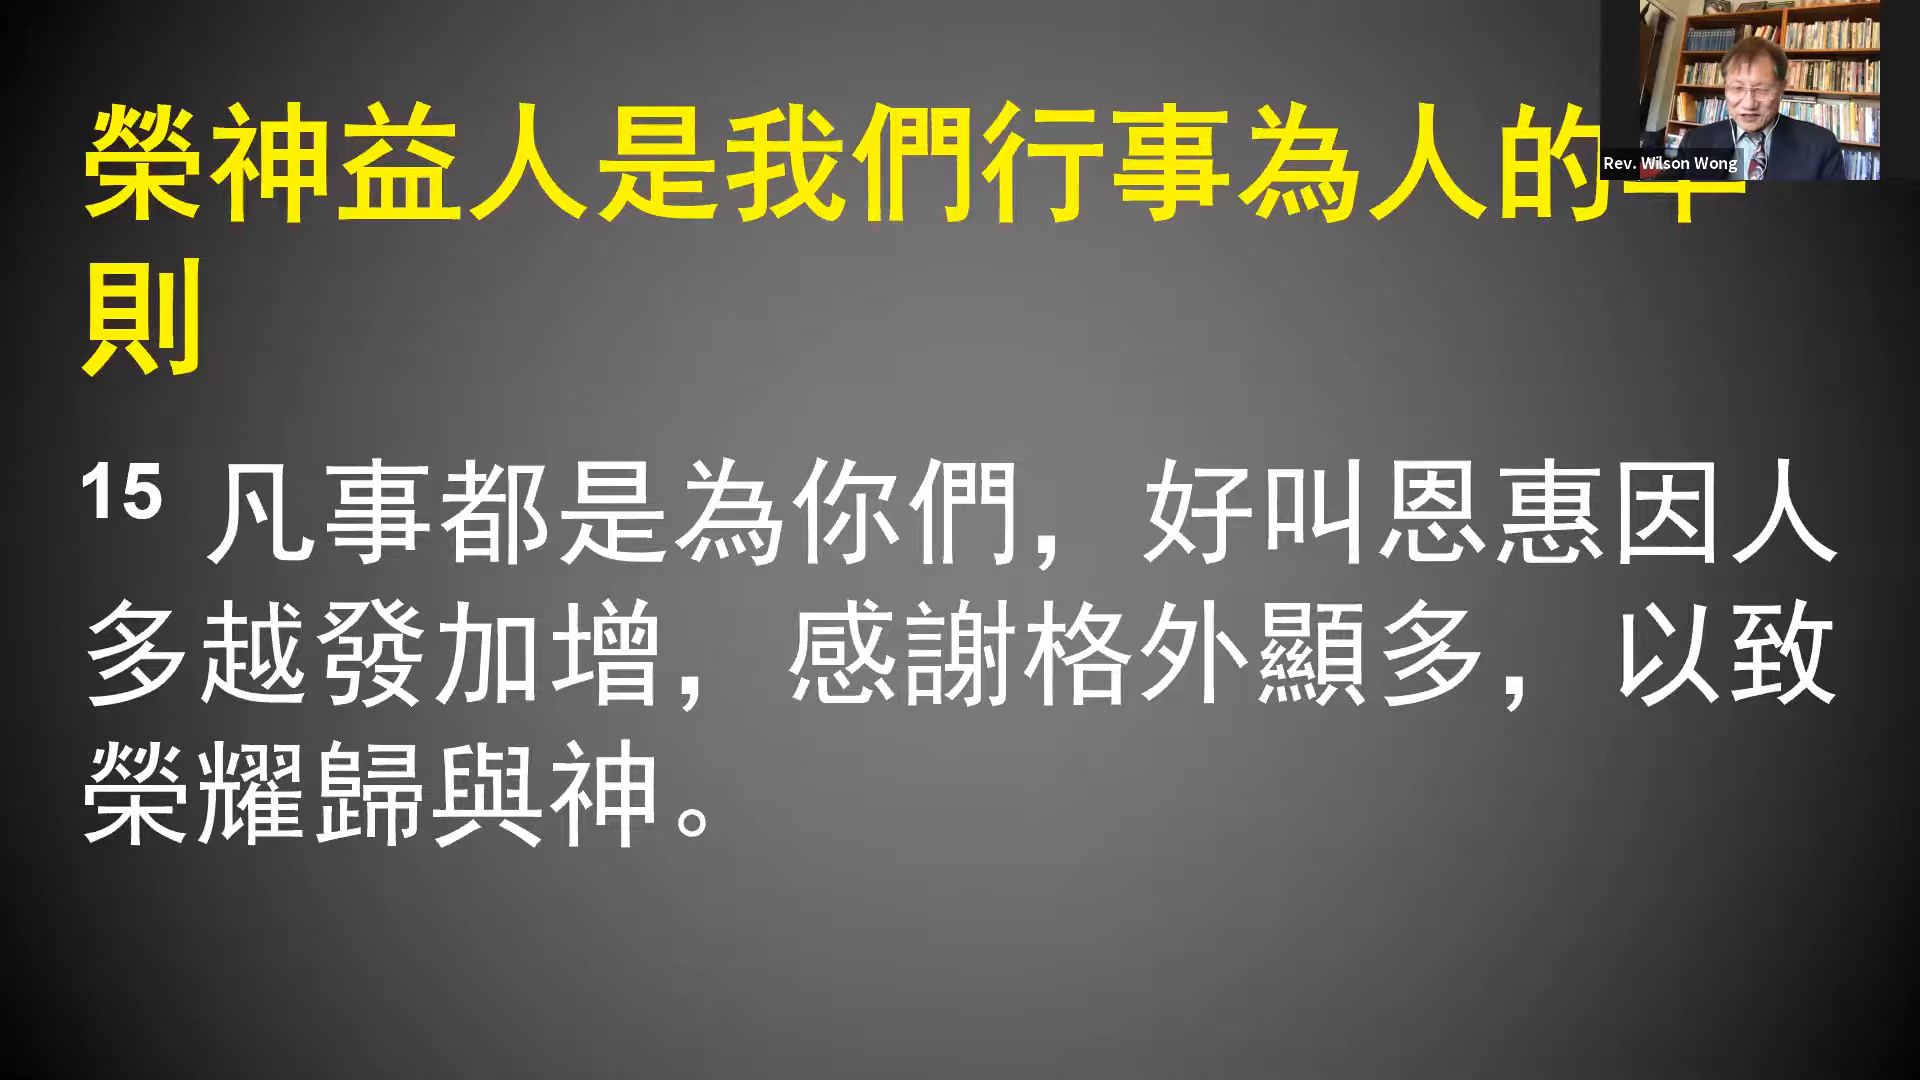 榮神益人是我們行事為人的
則
Rev. Wilson Wong
15 凡事都是為你們，好叫恩惠因人
多越發加增，感謝格外顯多，以致
榮耀歸與神。